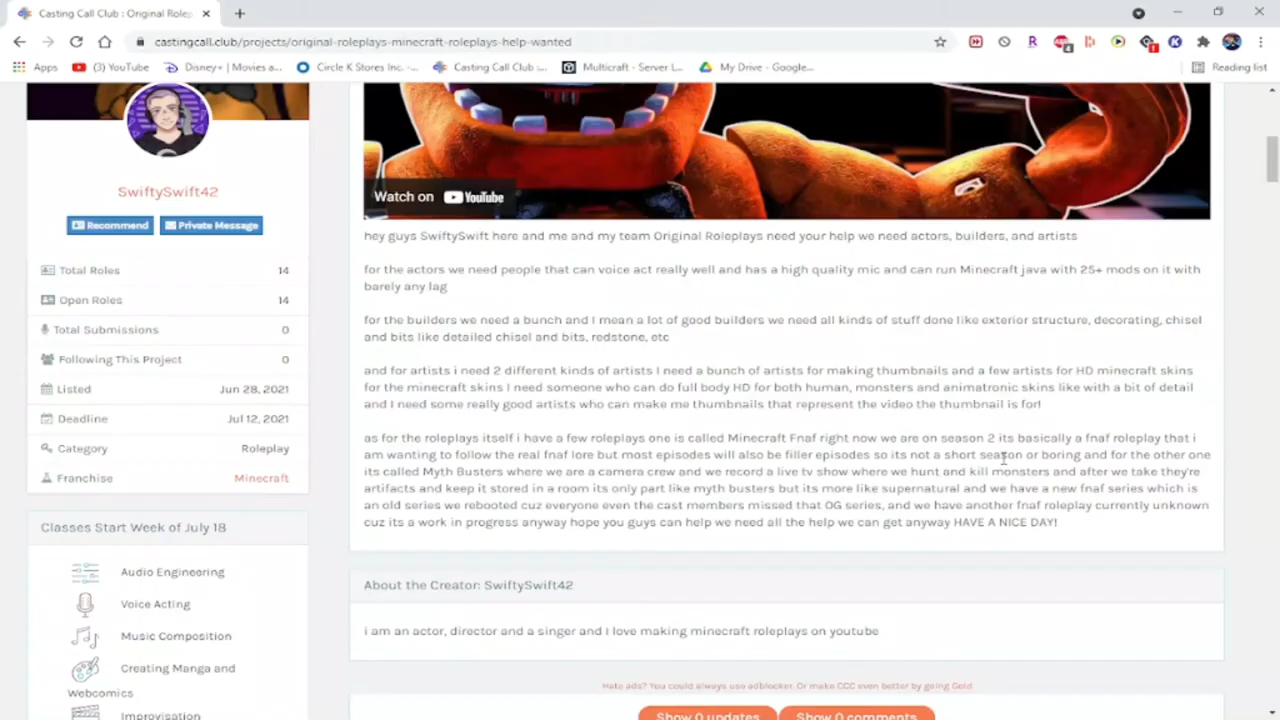 Casting Call Club : Original Role
castingcall.club/projects/original-roleplays-minecraft-roleplays-help-wanted
Apps
(3) YouTube
Disney+ | Movies a...
Circle K Stores Inc. -...
Casting Call Club :...
Multicraft - Server L...
My Drive - Google...
Reading list
SwiftySwift42
Recommend
Private Message
Total Roles 14
Open Roles 14
Total Submissions 0
Following This Project 0
Listed Jun 28, 2021
Deadline Jul 12, 2021
Category Roleplay
Franchise Minecraft
Classes Start Week of July 18
Audio Engineering
Voice Acting
Music Composition
Creating Manga and
Webcomics
Improvisation
Watch on YouTube
hey guys SwiftySwift here and me and my team Original Roleplays need your help we need actors, builders, and artists
for the actors we need people that can voice act really well and has a high quality mic and can run Minecraft java with 25+ mods on it with
barely any lag
for the builders we need a bunch and I mean a lot of good builders we need all kinds of stuff done like exterior structure, decorating, chisel
and bits like detailed chisel and bits, redstone, etc
and for artists i need 2 different kinds of artists I need a bunch of artists for making thumbnails and a few artists for HD minecraft skins
for the minecraft skins I need someone who can do full body HD for both human, monsters and animatronic skins like with a bit of detail
and I need some really good artists who can make me thumbnails that represent the video the thumbnail is for!
as for the roleplays itself i have a few roleplays one is called Minecraft Fnaf right now we are on season 2 its basically a fnaf roleplay that i
am wanting to follow the real fnaf lore but most episodes will also be filler episodes so its not a short season or boring and for the other one
its called Myth Busters where we are a camera crew and we record a live tv show where we hunt and kill monsters and after we take they're
artifacts and keep it stored in a room its only part like myth busters but its more like supernatural and we have a new fnaf series which is
an old series we rebooted cuz everyone even the cast members missed that OG series, and we have another fnaf roleplay currently unknown
cuz its a work in progress anyway hope you guys can help we need all the help we can get anyway HAVE A NICE DAY!
About the Creator: SwiftySwift42
i am an actor, director and a singer and I love making minecraft roleplays on youtube
Hate ads? You could always use adblocker. Or make CCC even better by going Gold
Show 0 updates
Show 0 comments